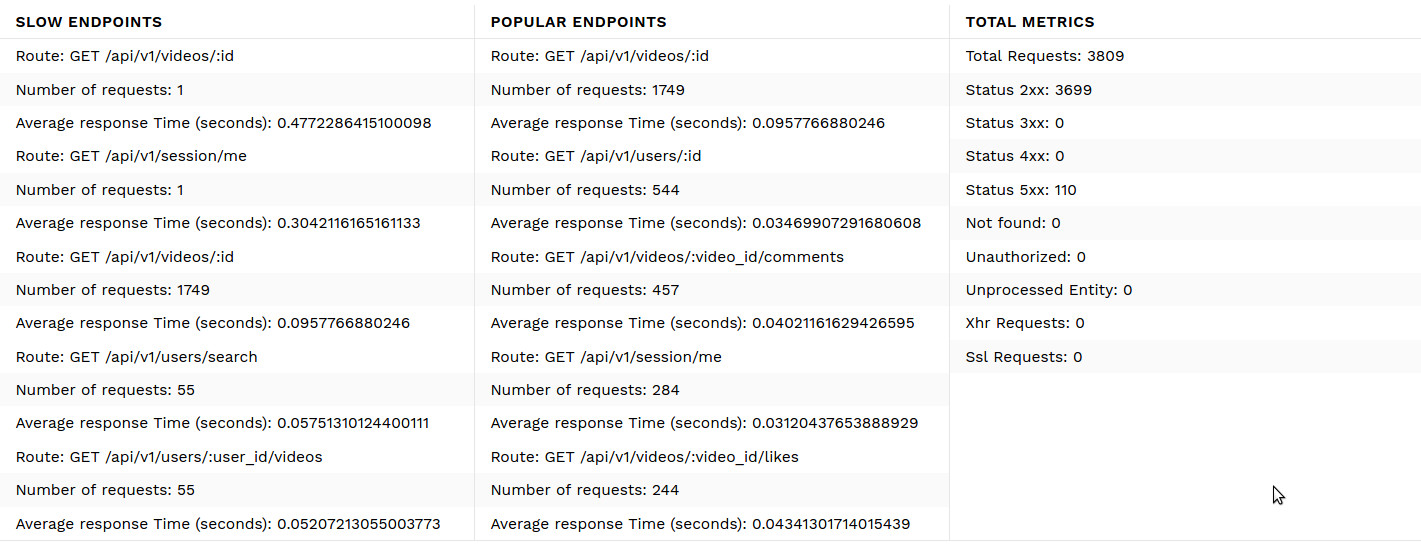 SLOW ENDPOINTS
Route: GET /api/v1/videos/:id
Number of requests: 1
Average response Time (seconds): 0.4772286415100098
Route: GET /api/v1/session/me
Number of requests: 1
Average response Time (seconds): 0.3042116165161133
Route: GET /api/v1/videos/:id
Number of requests: 1749
Average response Time (seconds): 0.0957766880246
Route: GET /api/v1/users/search
Number of requests: 55
Average response Time (seconds): 0.05751310124400111
Route: GET /api/v1/users/:user_id/videos
Number of requests: 55
Average response Time (seconds): 0.05207213055003773
POPULAR ENDPOINTS
Route: GET /api/v1/videos/:id
Number of requests: 1749
Average response Time (seconds): 0.0957766880246
Route: GET /api/v1/users/:id
Number of requests: 544
Average response Time (seconds): 0.03469907291680608
Route: GET /api/v1/videos/:video_id/comments
Number of requests: 457
Average response Time (seconds): 0.04021161629426595
Route: GET /api/v1/session/me
Number of requests: 284
Average response Time (seconds): 0.03120437653888929
Route: GET /api/v1/videos/:video_id/likes
Number of requests: 244
Average response Time (seconds): 0.04341301714015439
TOTAL METRICS
Total Requests: 3809
Status 2xx: 3699
Status 3xx: 0
Status 4xx: 0
Status 5xx: 110
Not found: 0
Unauthorized: 0
Unprocessed Entity: 0
Xhr Requests: 0
Ssl Requests: 0